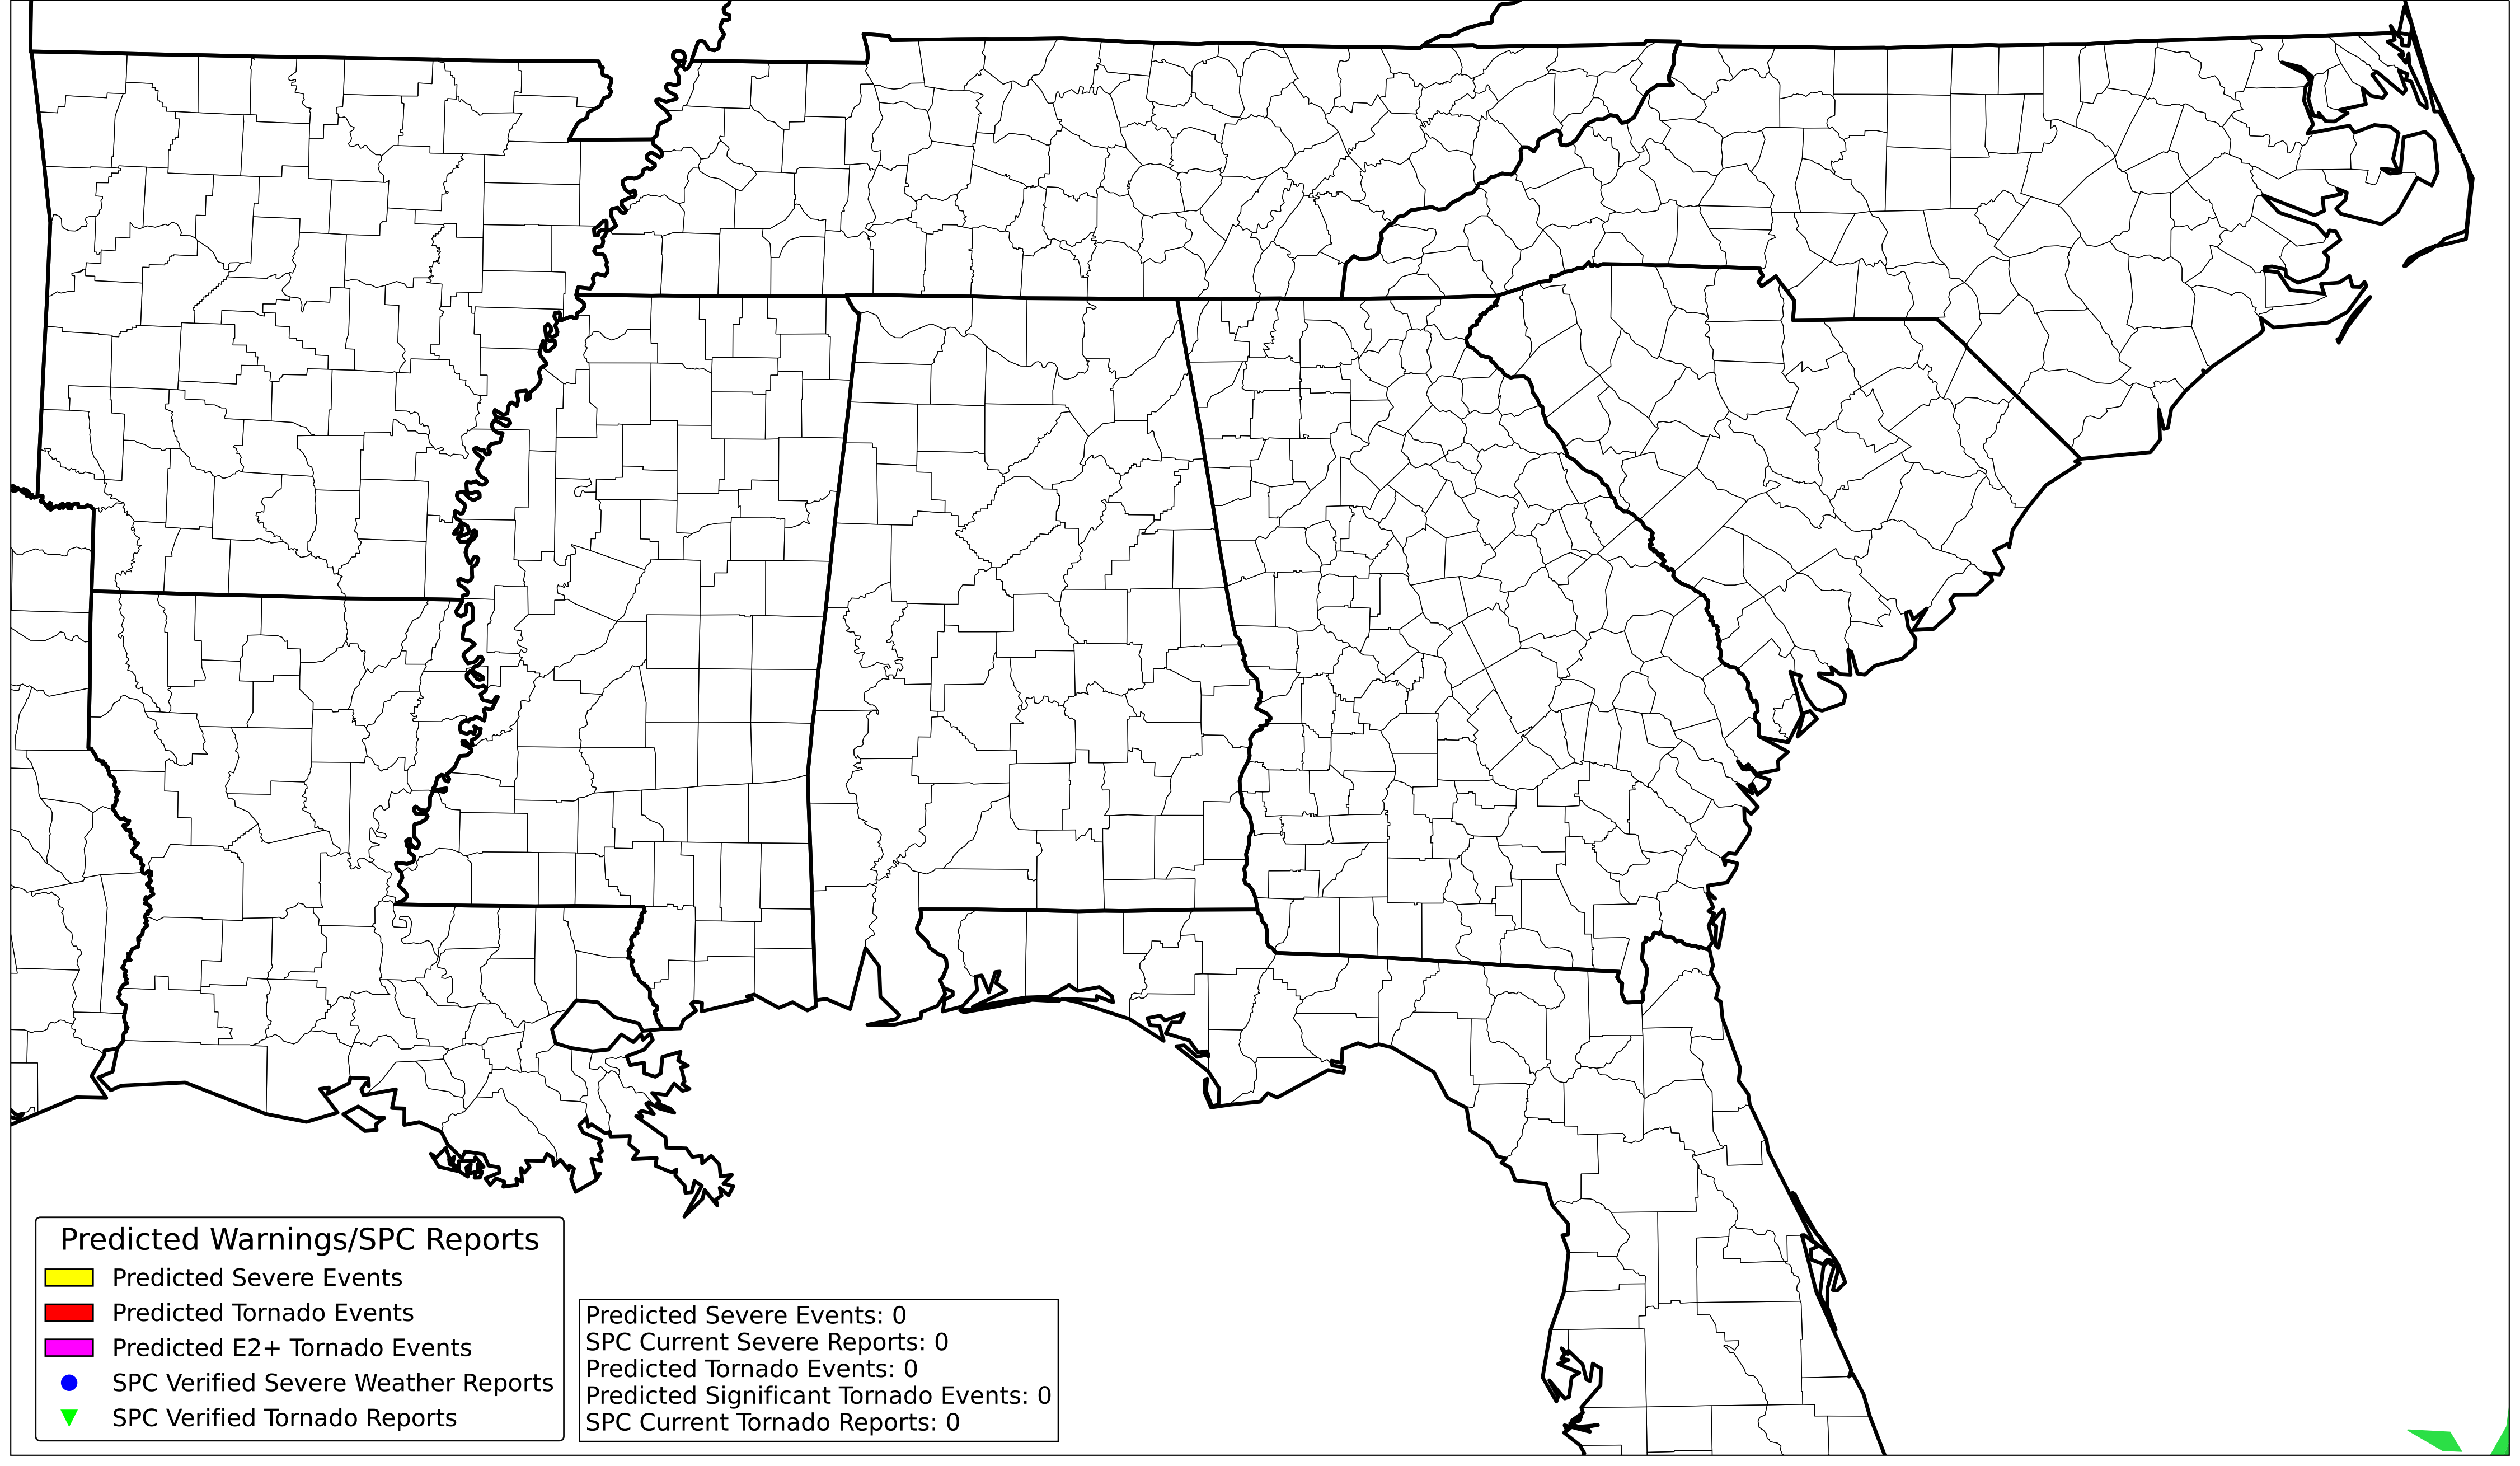 Predicted Warnings/SPC Reports
Predicted Severe Events
Predicted Tornado Events
Predicted E2+ Tornado Events
SPC Verified Severe Weather Reports
SPC Verified Tornado Reports
Predicted Severe Events: 0
SPC Current Severe Reports: 0
Predicted Tornado Events: 0
Predicted Significant Tornado Events: 0
SPC Current Tornado Reports: 0